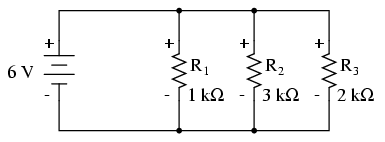 + + + +
6 V R₁ R₂ R₃
- - 1 kΩ - 3 kΩ - 2 kΩ